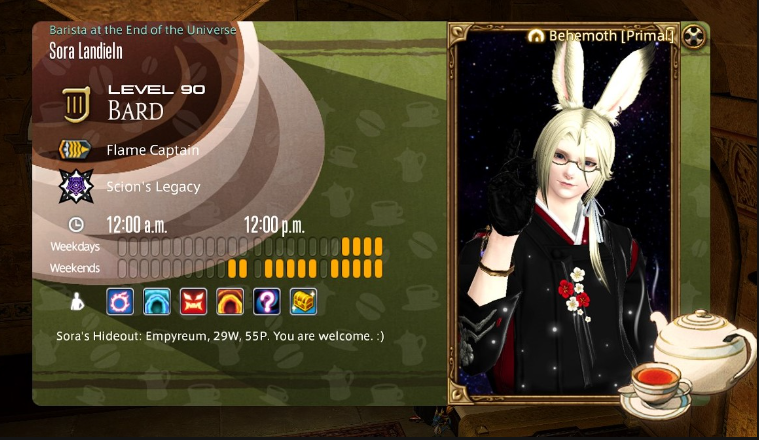 Barista at the End of the Universe
Sora Landieln
Behemoth [Primal]
LEVEL 90
BARD
Flame Captain
Scion's Legacy
12:00 a.m. 12:00 p.m.
Weekdays
Weekends
Sora's Hideout: Empyreum, 29W, 55P. You are welcome. :)